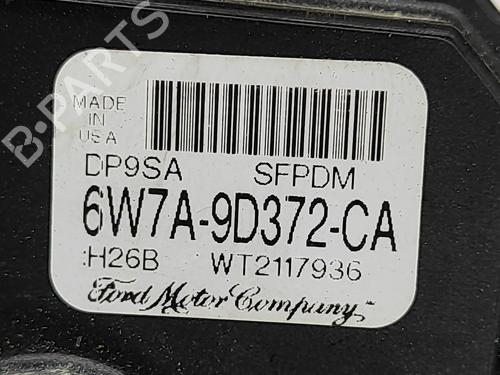 B-PARTS
MADE IN USA
DP9SA SFPDM
6W7A-9D372-CA
:H26B WT2117936
Ford Motor Company